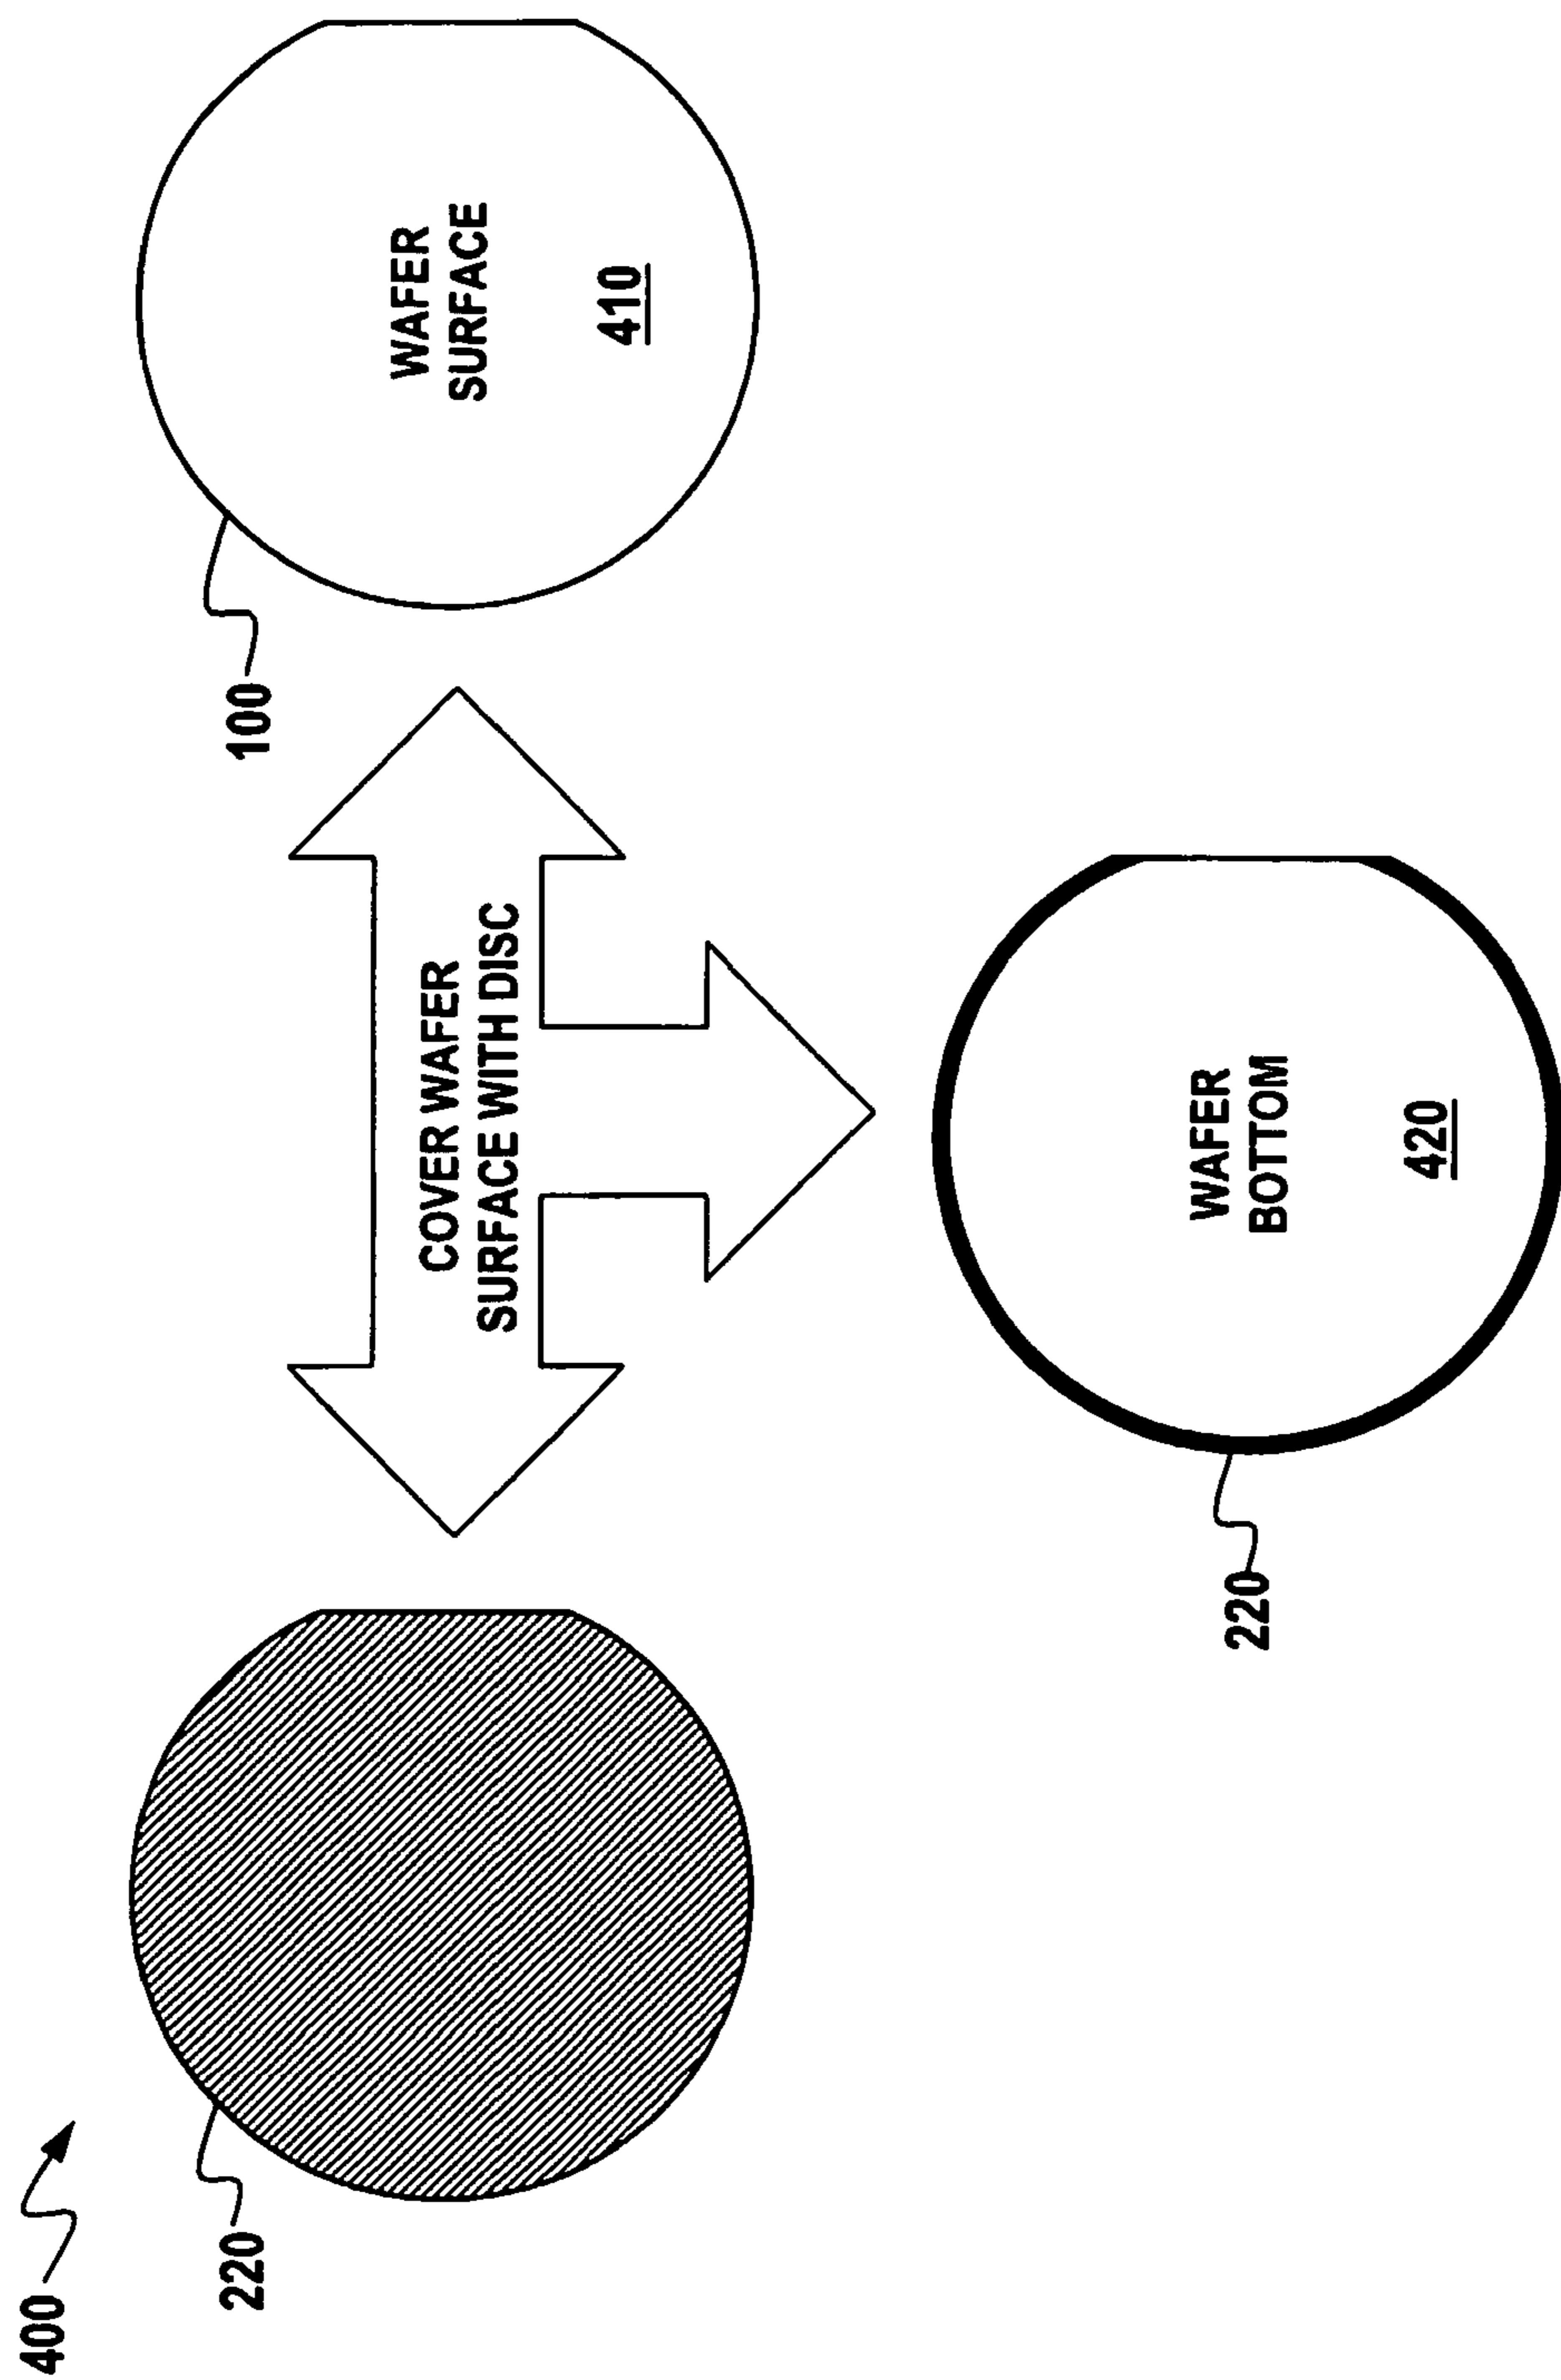 400
220
COVER WAFER
SURFACE WITH DISC
100
WAFER
SURFACE
410
220
WAFER
BOTTOM
420